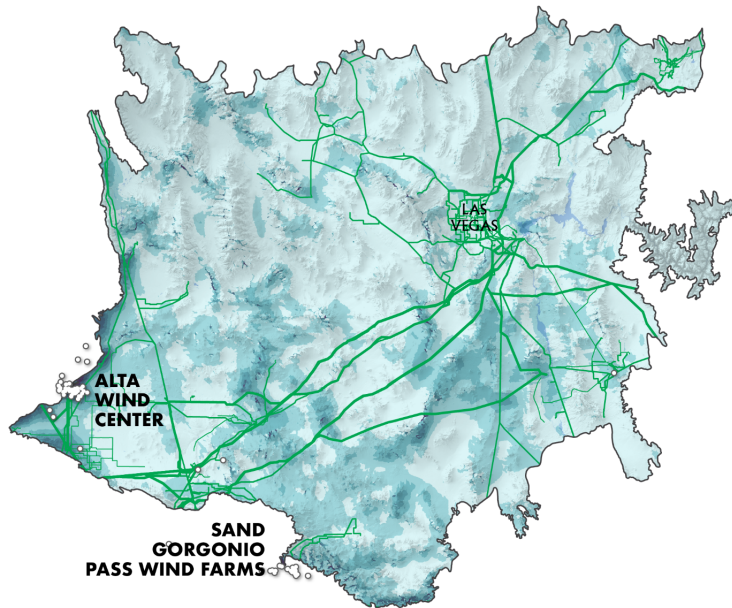 LAS
VEGAS
ALTA
WIND
CENTER
SAND
GORGONIO
PASS WIND FARMS